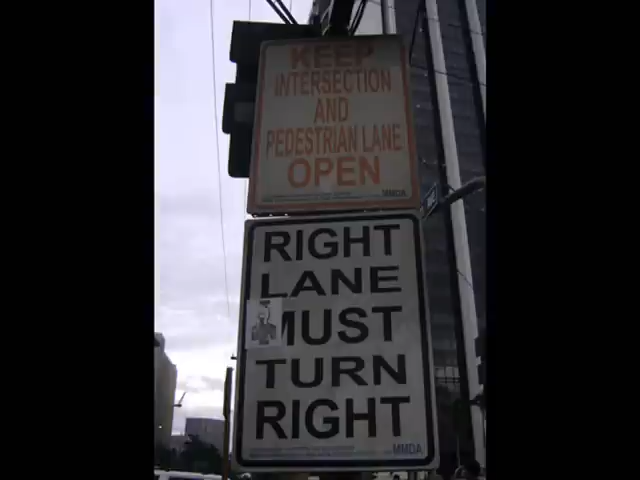 KEEP
INTERSECTION
AND
PEDESTRIAN LANE
OPEN
MMDA
RIGHT
LANE
MUST
TURN
RIGHT
MMDA